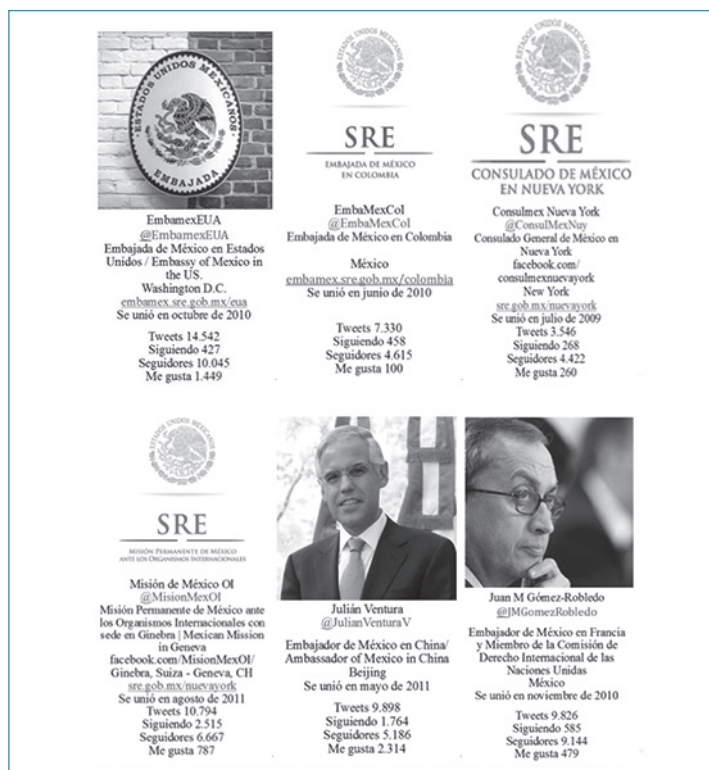 ESTADOS UNIDOS MEXICANOS
EMBAJADA
EmbamexEUA
@EmbamexEUA
Embajada de México en Estados
Unidos / Embassy of Mexico in
the US.
Washington D.C.
embamex.sre.gob.mx/eua
Se unió en octubre de 2010
Tweets 14.542
Siguiendo 427
Seguidores 10.045
Me gusta 1.449
ESTADOS UNIDOS MEXICANOS
SRE
EMBAJADA DE MÉXICO
EN COLOMBIA
EmbaMexCol
@EmbaMexCol
Embajada de México en Colombia
México
embamex.sre.gob.mx/colombia
Se unió en junio de 2010
Tweets 7.330
Siguiendo 458
Seguidores 4.615
Me gusta 100
ESTADOS UNIDOS MEXICANOS
SRE
CONSULADO DE MÉXICO
EN NUEVA YORK
Consulmex Nueva York
@ConsulMexNuy
Consulado General de México en
Nueva York
facebook.com/
consulmexnuevayork
New York
sre.gob.mx/nuevayork
Se unió en julio de 2009
Tweets 3.546
Siguiendo 268
Seguidores 4.422
Me gusta 260
ESTADOS UNIDOS MEXICANOS
SRE
MISIÓN PERMANENTE DE MÉXICO
ANTE LOS ORGANISMOS INTERNACIONALES
Misión de México OI
@MisionMexOI
Misión Permanente de México ante
los Organismos Internacionales con
sede en Ginebra | Mexican Mission
in Geneva
facebook.com/MisionMexOI/
Ginebra, Suiza - Geneva, CH
sre.gob.mx/nuevayork
Se unió en agosto de 2011
Tweets 10.794
Siguiendo 2.515
Seguidores 6.667
Me gusta 787
Julián Ventura
@JulianVenturaV
Embajador de México en China/
Ambassador of Mexico in China
Beijing
Se unió en mayo de 2011
Tweets 9.898
Siguiendo 1.764
Seguidores 5.186
Me gusta 2.314
Juan M Gómez-Robledo
@JMGomezRobledo
Embajador de México en Francia
y Miembro de la Comisión de
Derecho Internacional de las
Naciones Unidas
México
Se unió en noviembre de 2010
Tweets 9.826
Siguiendo 585
Seguidores 9.144
Me gusta 479